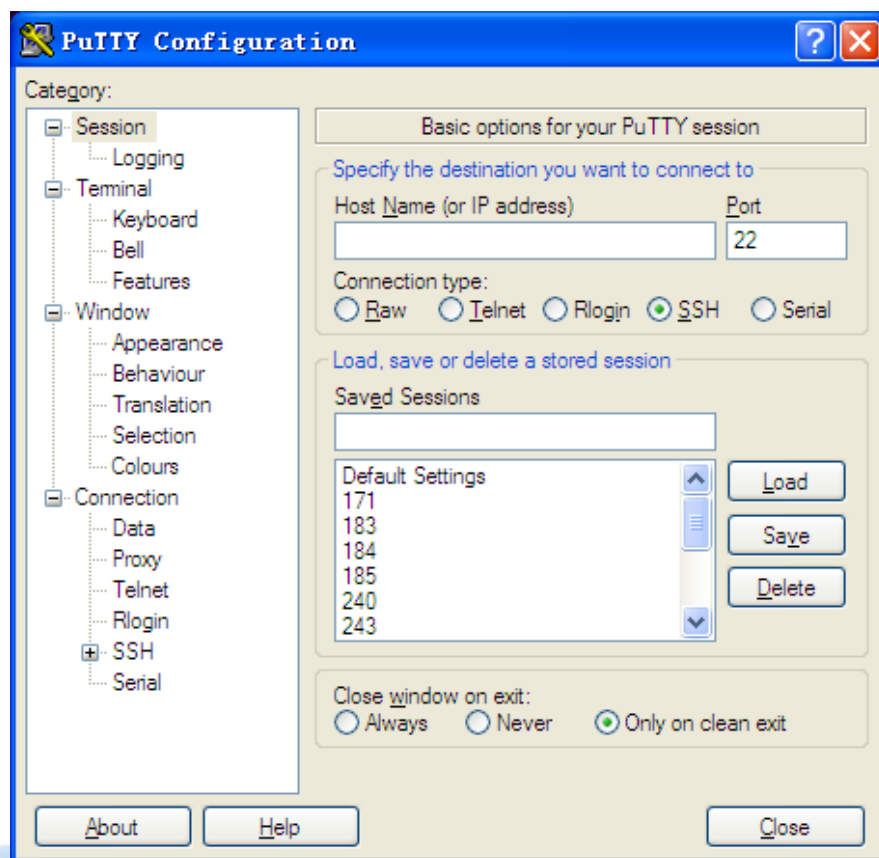 PuTTY Configuration
Category:
Session
Logging
Terminal
Keyboard
Bell
Features
Window
Appearance
Behaviour
Translation
Selection
Colours
Connection
Data
Proxy
Telnet
Rlogin
SSH
Serial
Basic options for your PuTTY session
Specify the destination you want to connect to
Host Name (or IP address) Port
22
Connection type:
Raw Telnet Rlogin SSH Serial
Load, save or delete a stored session
Saved Sessions
Default Settings
171
183
184
185
240
243
Load
Save
Delete
Close window on exit:
Always Never Only on clean exit
About Help Close